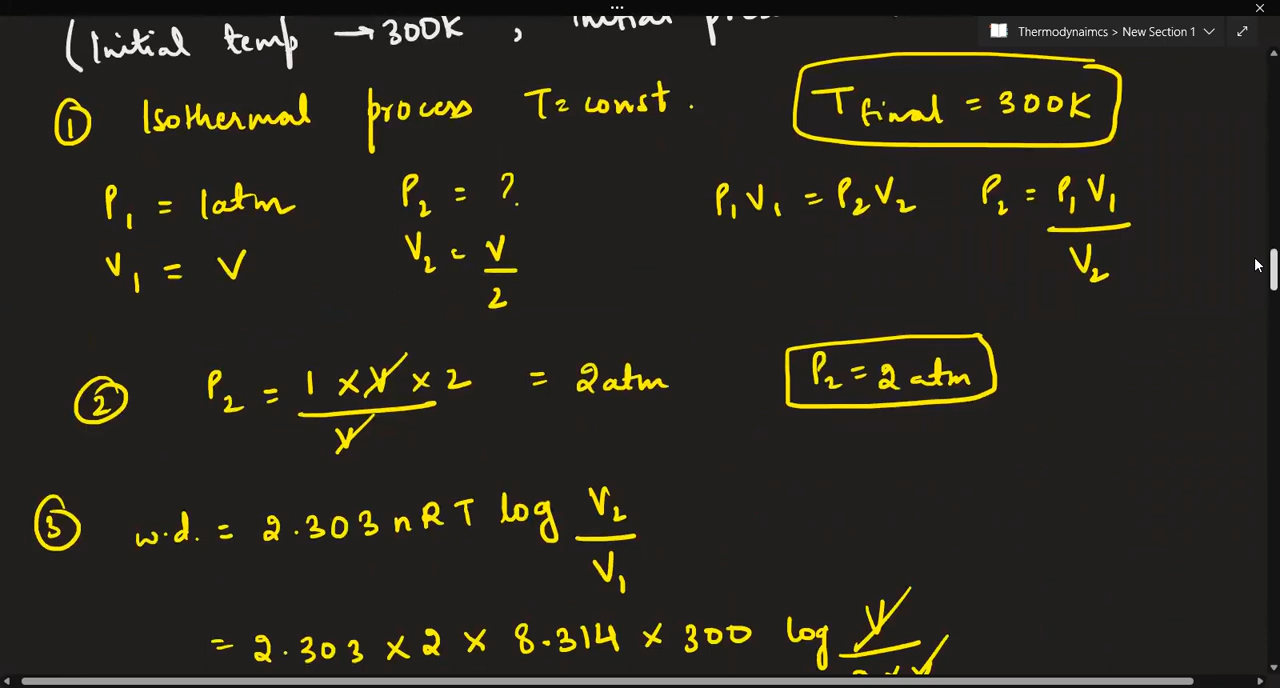 Thermodynaimcs > New Section 1
(Initial temp → 300K , initial
① Isothermal process T = const.
T final = 300K
P₁ = 1atm P₂ = ? P₁V₁ = P₂V₂ P₂ = P₁V₁ / V₂
V₁ = V V₂ = V/2
② P₂ = 1 × V × 2 / V = 2atm
P₂ = 2 atm
③ w.d. = 2.303 nRT log V₂ / V₁
= 2.303 × 2 × 8.314 × 300 log V